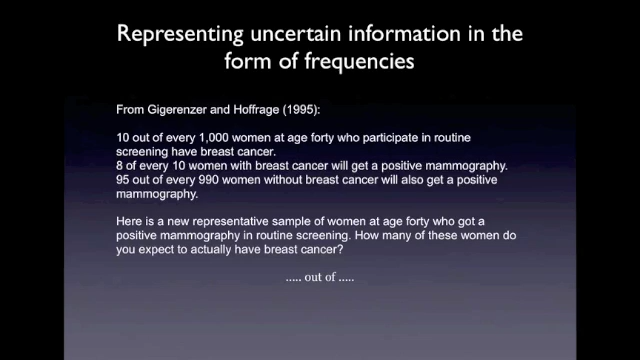 Representing uncertain information in the
form of frequencies
From Gigerenzer and Hoffrage (1995):
10 out of every 1,000 women at age forty who participate in routine
screening have breast cancer.
8 of every 10 women with breast cancer will get a positive mammography.
95 out of every 990 women without breast cancer will also get a positive
mammography.
Here is a new representative sample of women at age forty who got a
positive mammography in routine screening. How many of these women do
you expect to actually have breast cancer?
..... out of .....